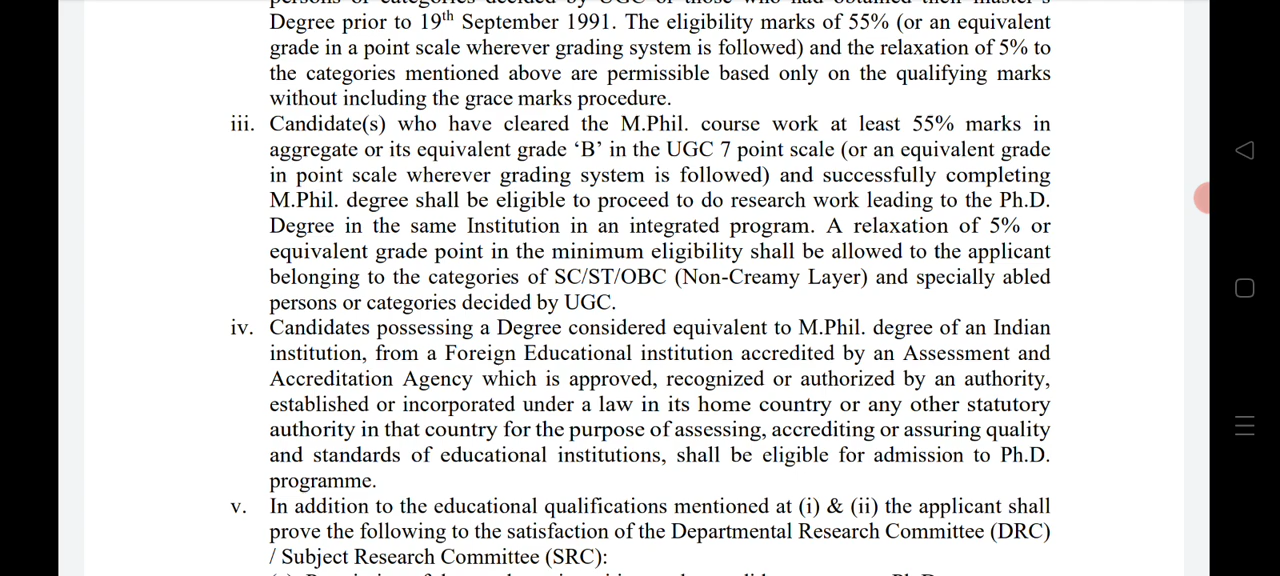 Degree prior to 19th September 1991. The eligibility marks of 55% (or an equivalent
grade in a point scale wherever grading system is followed) and the relaxation of 5% to
the categories mentioned above are permissible based only on the qualifying marks
without including the grace marks procedure.
iii. Candidate(s) who have cleared the M.Phil. course work at least 55% marks in
aggregate or its equivalent grade ‘B’ in the UGC 7 point scale (or an equivalent grade
in point scale wherever grading system is followed) and successfully completing
M.Phil. degree shall be eligible to proceed to do research work leading to the Ph.D.
Degree in the same Institution in an integrated program. A relaxation of 5% or
equivalent grade point in the minimum eligibility shall be allowed to the applicant
belonging to the categories of SC/ST/OBC (Non-Creamy Layer) and specially abled
persons or categories decided by UGC.
iv. Candidates possessing a Degree considered equivalent to M.Phil. degree of an Indian
institution, from a Foreign Educational institution accredited by an Assessment and
Accreditation Agency which is approved, recognized or authorized by an authority,
established or incorporated under a law in its home country or any other statutory
authority in that country for the purpose of assessing, accrediting or assuring quality
and standards of educational institutions, shall be eligible for admission to Ph.D.
programme.
v. In addition to the educational qualifications mentioned at (i) & (ii) the applicant shall
prove the following to the satisfaction of the Departmental Research Committee (DRC)
/ Subject Research Committee (SRC):